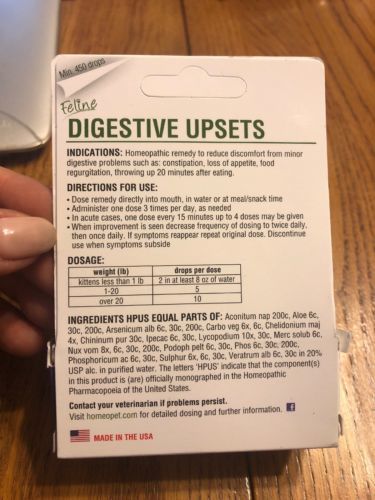 Min. 450 drops
Feline
DIGESTIVE UPSETS
INDICATIONS: Homeopathic remedy to reduce discomfort from minor
digestive problems such as: constipation, loss of appetite, food
regurgitation, throwing up 20 minutes after eating.
DIRECTIONS FOR USE:
• Dose remedy directly into mouth, in water or at meal/snack time
• Administer one dose 3 times per day, as needed
• In acute cases, one dose every 15 minutes up to 4 doses may be given
• When improvement is seen decrease frequency of dosing to twice daily,
then once daily. If symptoms reappear repeat original dose. Discontinue
use when symptoms subside
DOSAGE:
weight (lb) drops per dose
kittens less than 1 lb 2 in at least 8 oz of water
1-20 5
over 20 10
INGREDIENTS HPUS EQUAL PARTS OF: Aconitum nap 200c, Aloe 6c,
30c, 200c, Arsenicum alb 6c, 30c, 200c, Carbo veg 6x, 6c, Chelidonium maj
4x, Chininum pur 30c, Ipecac 6c, 30c, Lycopodium 10x, 30c, Merc solub 6c,
Nux vom 8x, 6c, 30c, 200c, Podoph pelt 6c, 30c, Phos 6c, 30c, 200c,
Phosphoricum ac 6c, 30c, Sulphur 6x, 6c, 30c, Veratrum alb 6c, 30c in 20%
USP alc. in purified water. The letters 'HPUS' indicate that the component(s)
in this product is (are) officially monographed in the Homeopathic
Pharmacopoeia of the United States.
Contact your veterinarian if problems persist.
Visit homeopet.com for detailed dosing and further information. f
MADE IN THE USA